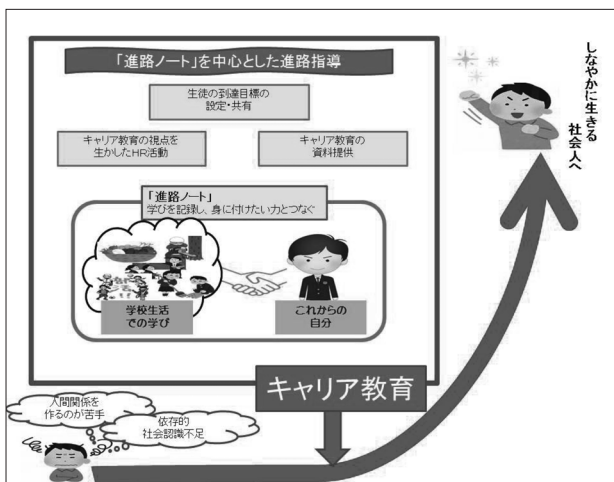 「進路ノート」を中心とした進路指導
生徒の到達目標の
設定・共有
キャリア教育の視点を
生かしたHR活動
キャリア教育の
資料提供
「進路ノート」
学びを記録し、身に付けたい力とつなぐ
学校生活
での学び
これからの
自分
キャリア教育
人間関係を
作るのが苦手
依存的
社会認識不足
しなやかに生きる
社会人へ